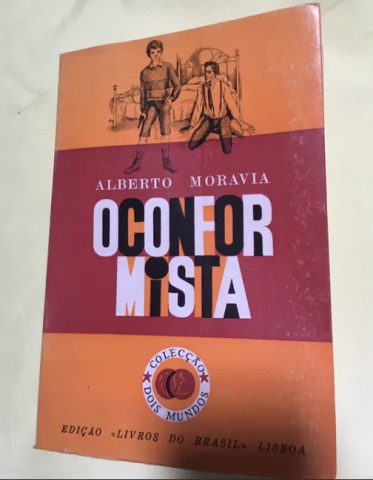 ALBERTO MORAVIA
OCONFOR
MiSTA
COLECÇÃO
DOIS MUNDOS
EDIÇÃO «LIVROS DO BRASIL» LISBOA